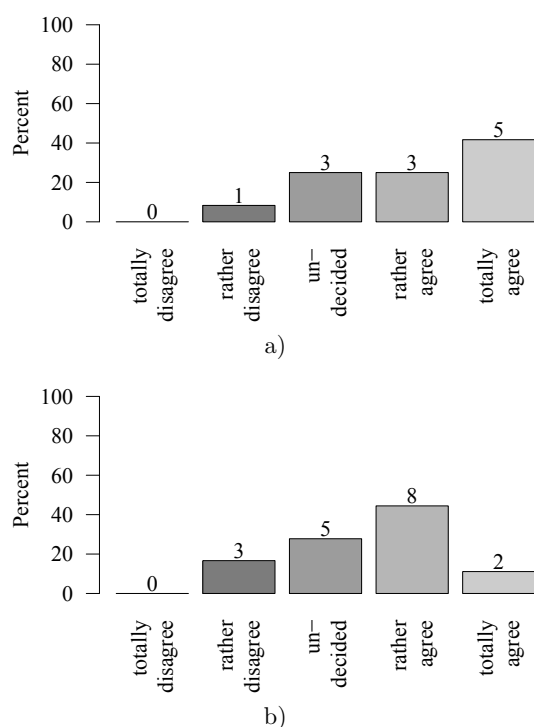 100
80
60
40
20
0
Percent
0
1
3
3
5
totally
disagree
rather
disagree
un-
decided
rather
agree
totally
agree
a)
100
80
60
40
20
0
Percent
0
3
5
8
2
totally
disagree
rather
disagree
un-
decided
rather
agree
totally
agree
b)